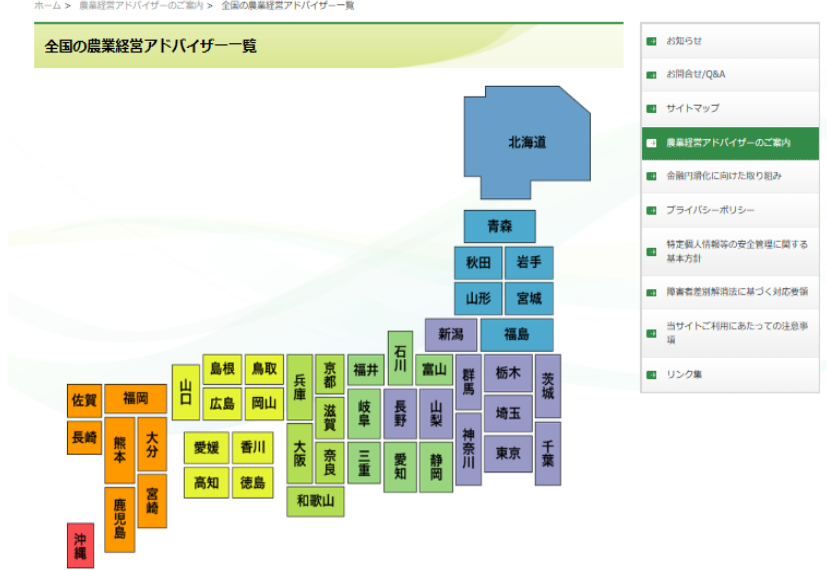 ホーム > 農業経営アドバイザーのご案内 > 全国の農業経営アドバイザー一覧
全国の農業経営アドバイザー一覧
お知らせ
お問合せ/Q&A
サイトマップ
農業経営アドバイザーのご案内
金融円滑化に向けた取り組み
プライバシーポリシー
特定個人情報等の安全管理に関する
基本方針
障害者差別解消法に基づく対応要領
当サイトご利用にあたっての注意事
項
リンク集
北海道
青森
秋田
岩手
山形
宮城
新潟
福島
石川
富山
福井
群馬
栃木
茨城
山口
島根
鳥取
兵庫
京都
佐賀
福岡
広島
岡山
滋賀
岐阜
長野
山梨
埼玉
長崎
熊本
大分
愛媛
香川
大阪
奈良
三重
愛知
静岡
神奈川
東京
千葉
高知
徳島
和歌山
宮崎
鹿児島
沖縄